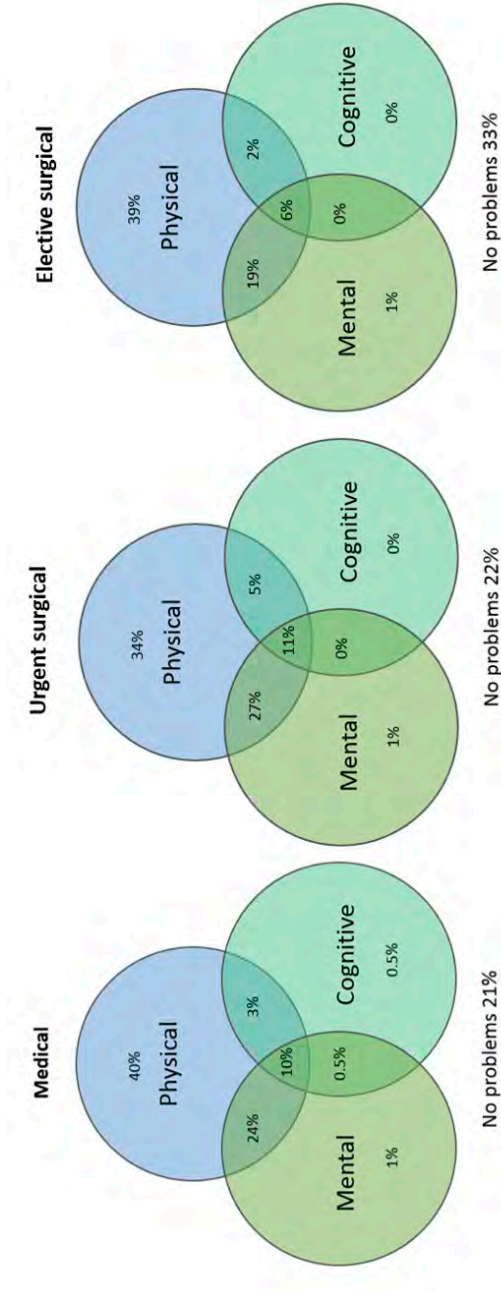 Medical
40%
Physical
24%
3%
10%
0.5%
Mental
Cognitive
1%
0.5%
No problems 21%
Urgent surgical
34%
Physical
27%
5%
11%
0%
Mental
Cognitive
1%
0%
No problems 22%
Elective surgical
39%
Physical
19%
2%
6%
0%
Mental
Cognitive
1%
0%
No problems 33%